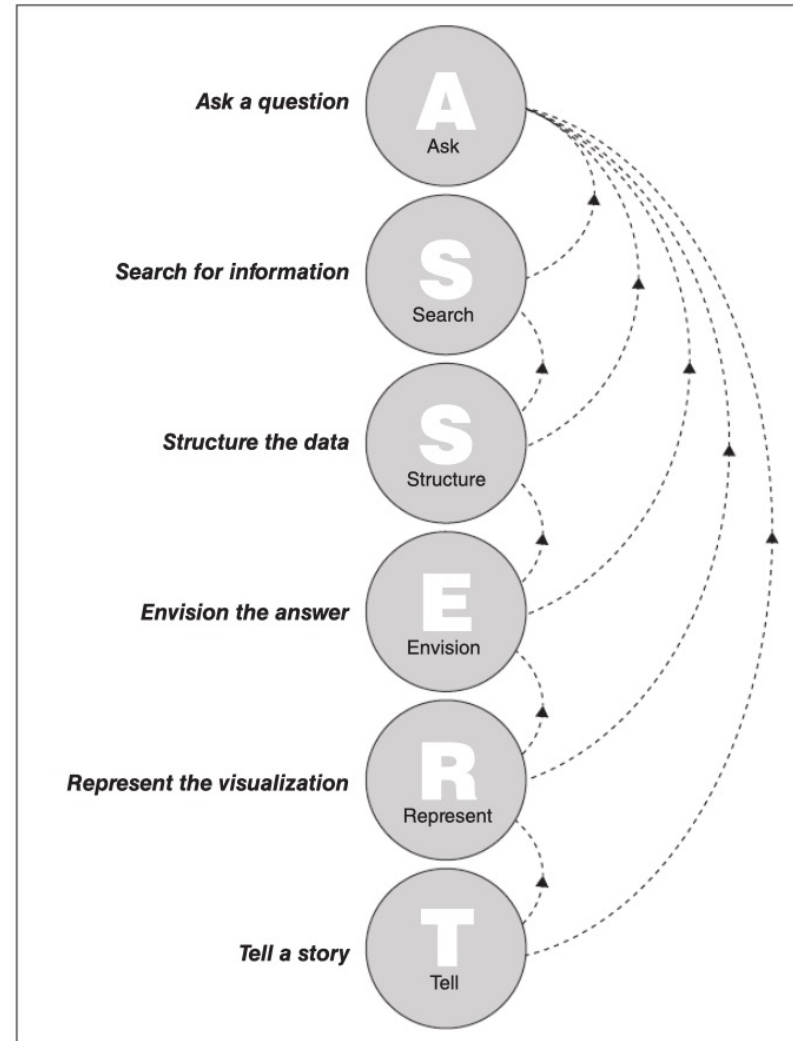 Ask a question
A
Ask
Search for information
S
Search
Structure the data
S
Structure
Envision the answer
E
Envision
Represent the visualization
R
Represent
Tell a story
T
Tell